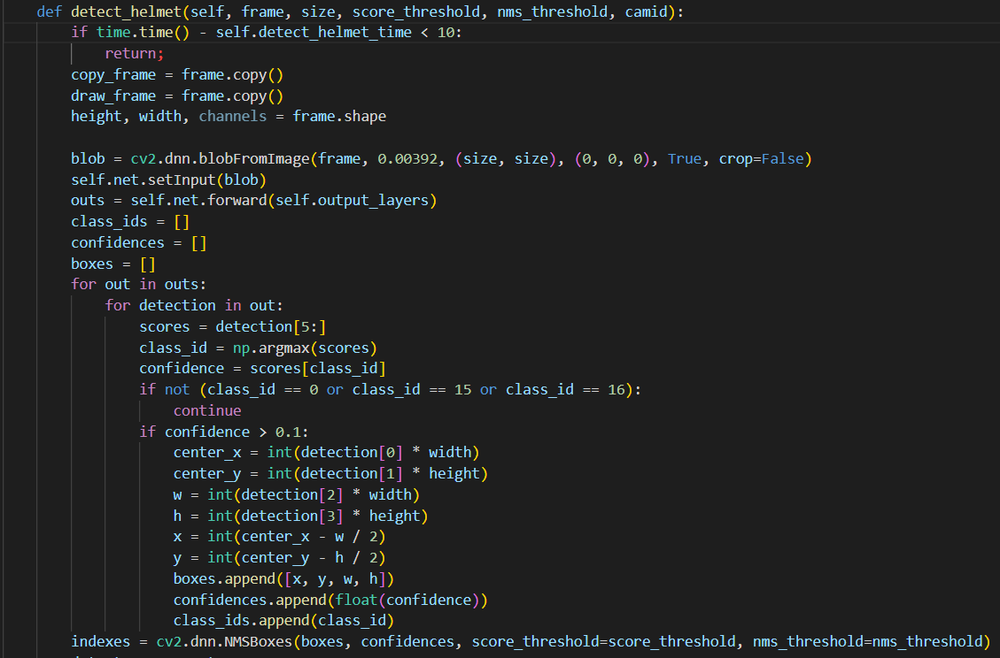 def detect_helmet(self, frame, size, score_threshold, nms_threshold, camid):
if time.time() - self.detect_helmet_time < 10:
return;
copy_frame = frame.copy()
draw_frame = frame.copy()
height, width, channels = frame.shape
blob = cv2.dnn.blobFromImage(frame, 0.00392, (size, size), (0, 0, 0), True, crop=False)
self.net.setInput(blob)
outs = self.net.forward(self.output_layers)
class_ids = []
confidences = []
boxes = []
for out in outs:
for detection in out:
scores = detection[5:]
class_id = np.argmax(scores)
confidence = scores[class_id]
if not (class_id == 0 or class_id == 15 or class_id == 16):
continue
if confidence > 0.1:
center_x = int(detection[0] * width)
center_y = int(detection[1] * height)
w = int(detection[2] * width)
h = int(detection[3] * height)
x = int(center_x - w / 2)
y = int(center_y - h / 2)
boxes.append([x, y, w, h])
confidences.append(float(confidence))
class_ids.append(class_id)
indexes = cv2.dnn.NMSBoxes(boxes, confidences, score_threshold=score_threshold, nms_threshold=nms_threshold)